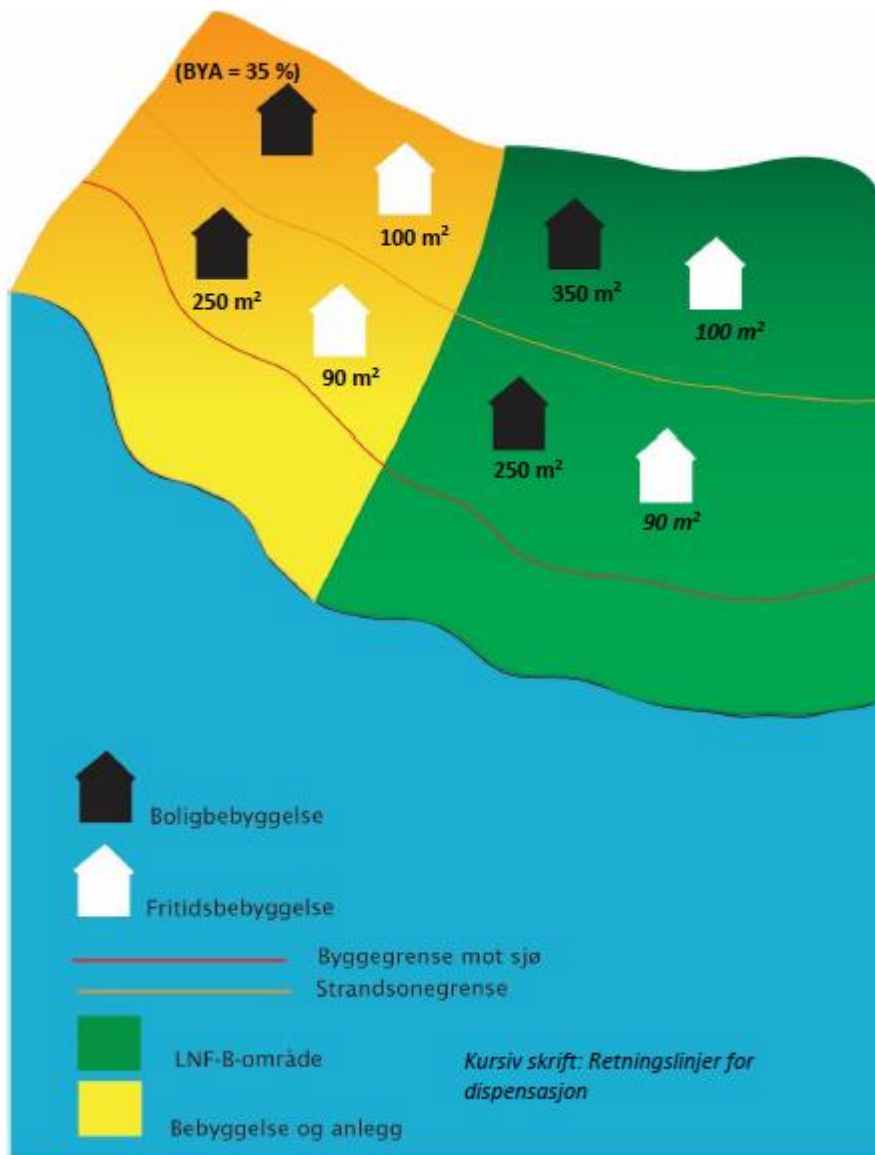 (BYA = 35 %)
100 m²
250 m²
90 m²
350 m²
100 m²
250 m²
90 m²
Boligbebyggelse
Fritidsbebyggelse
Byggegrense mot sjø
Strandsonegrense
LNF-B-område
Bebyggelse og anlegg
Kursiv skrift: Retningslinjer for
dispensasjon